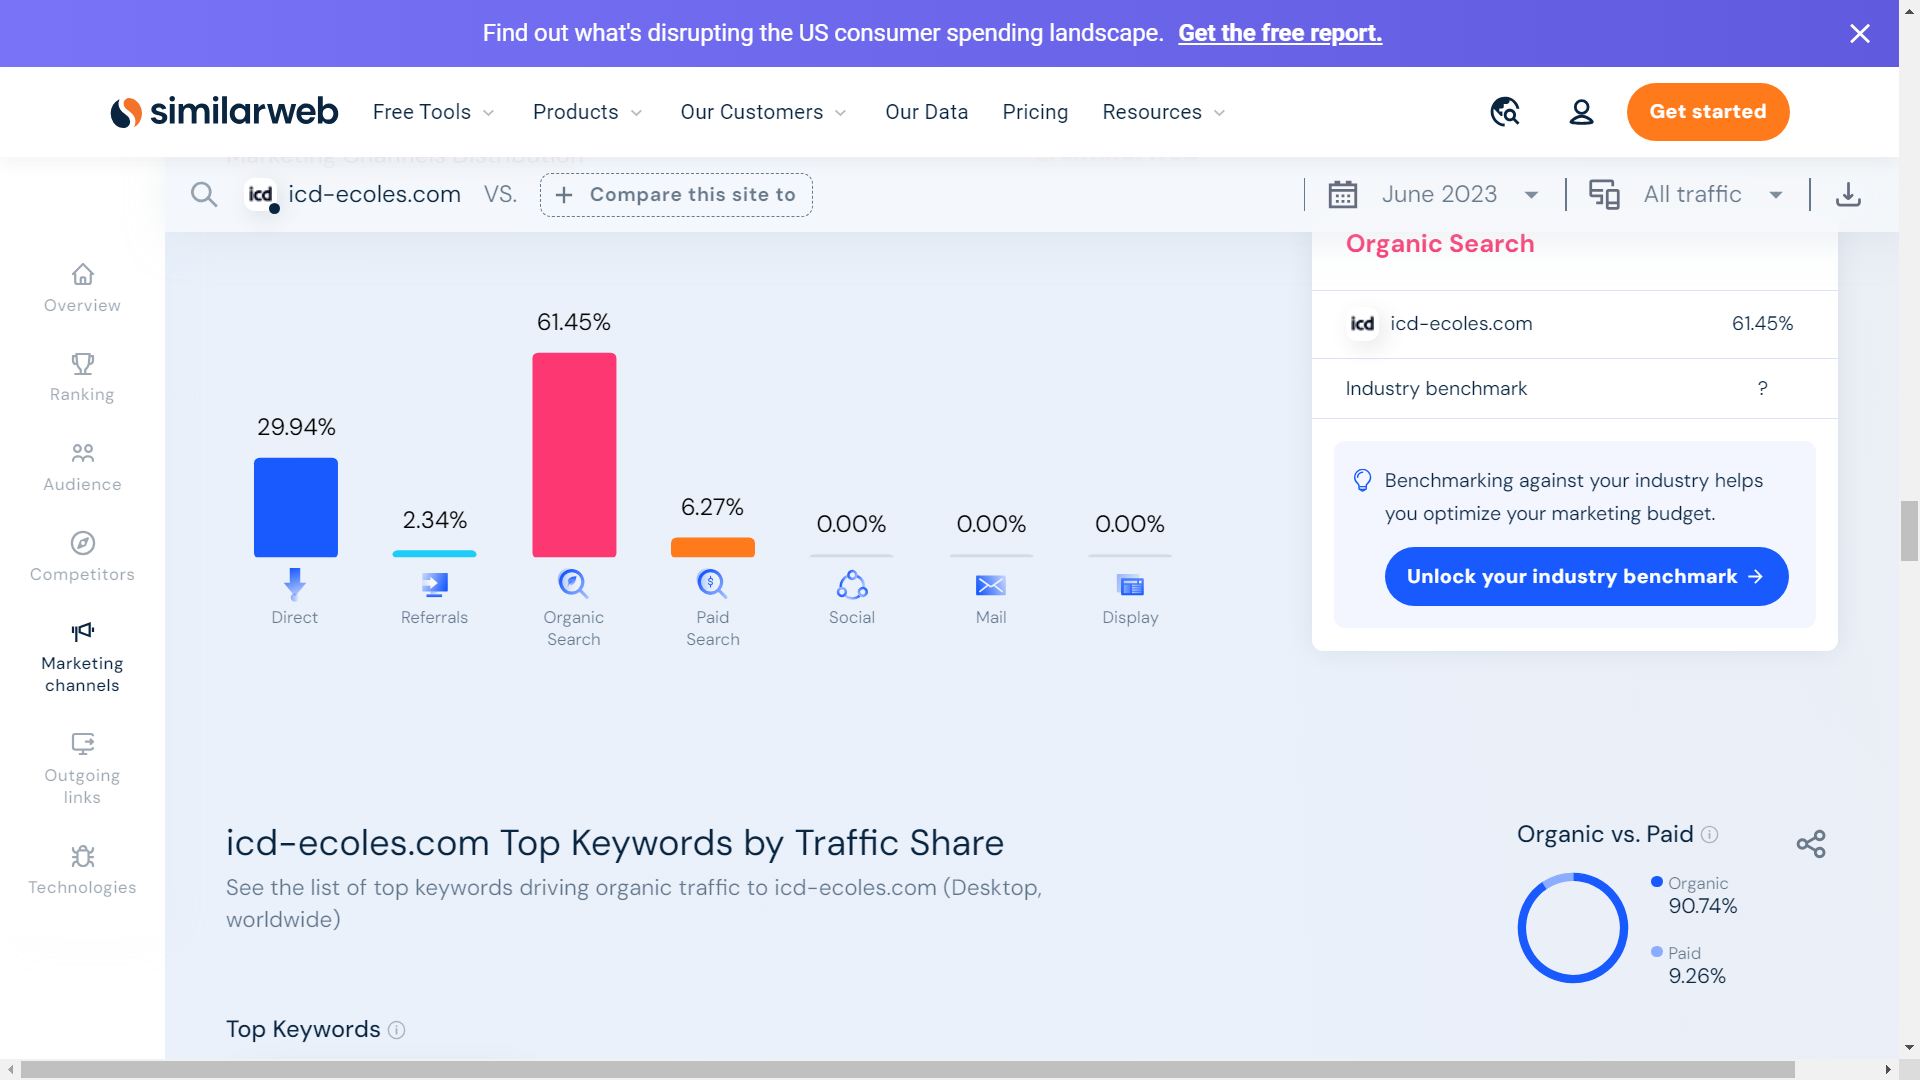 Find out what's disrupting the US consumer spending landscape. Get the free report.
similarweb
Free Tools
Products
Our Customers
Our Data
Pricing
Resources
Get started
Marketing Channels Distribution
icd
icd-ecoles.com
VS.
+ Compare this site to
June 2023
All traffic
Overview
Ranking
Audience
Competitors
Marketing
channels
Outgoing
links
Technologies
29.94%
2.34%
61.45%
6.27%
0.00%
0.00%
0.00%
Direct
Referrals
Organic
Search
Paid
Search
Social
Mail
Display
Organic Search
icd icd-ecoles.com 61.45%
Industry benchmark ?
Benchmarking against your industry helps
you optimize your marketing budget.
Unlock your industry benchmark →
icd-ecoles.com Top Keywords by Traffic Share
See the list of top keywords driving organic traffic to icd-ecoles.com (Desktop,
worldwide)
Organic vs. Paid
Organic
90.74%
Paid
9.26%
Top Keywords